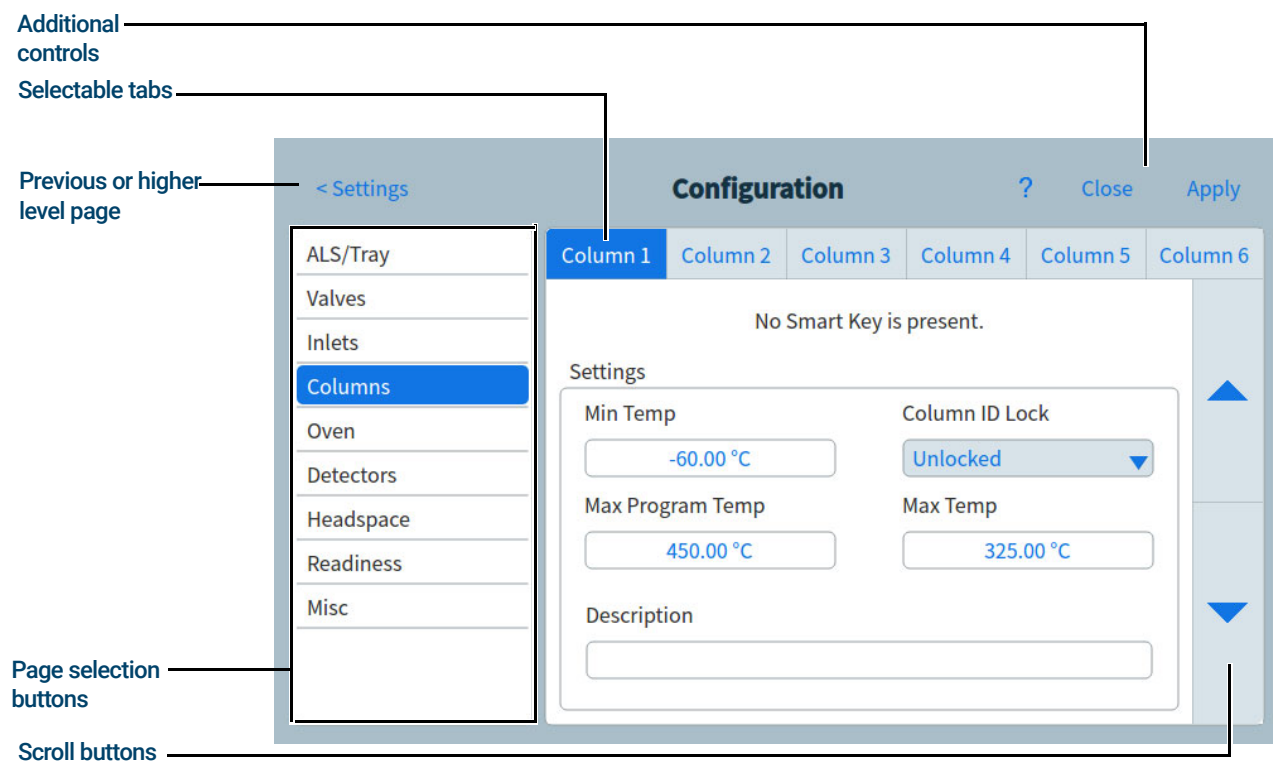 Additional
controls
Selectable tabs
Previous or higher
level page
< Settings
Configuration
?
Close
Apply
ALS/Tray
Valves
Inlets
Columns
Oven
Detectors
Headspace
Readiness
Misc
Column 1
Column 2
Column 3
Column 4
Column 5
Column 6
No Smart Key is present.
Settings
Min Temp
Column ID Lock
-60.00 °C
Unlocked
Max Program Temp
Max Temp
450.00 °C
325.00 °C
Description
Page selection
buttons
Scroll buttons